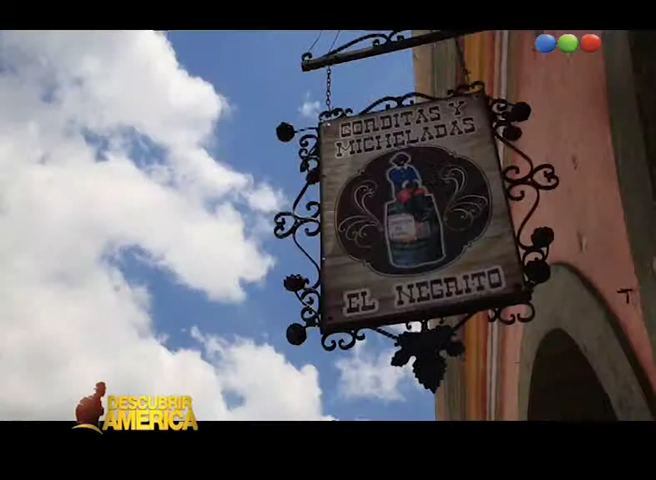 GORDITAS Y
MICHELADAS
EL NEGRITO
DESCUBRIR
AMERICA